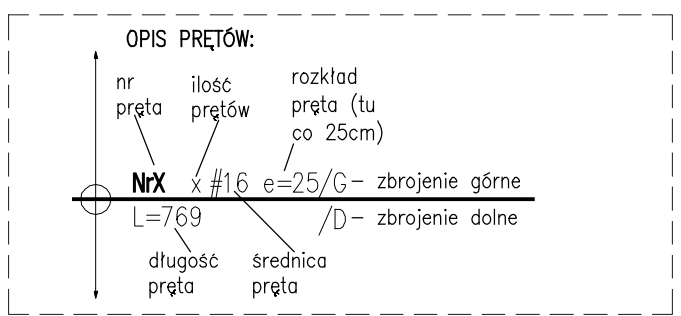 OPIS PRĘTÓW:
nr
pręta
ilość
prętów
rozkład
pręta (tu
co 25cm)
NrX x #16 e=25/G- zbrojenie górne
L=769 /D- zbrojenie dolne
długość
pręta
średnica
pręta